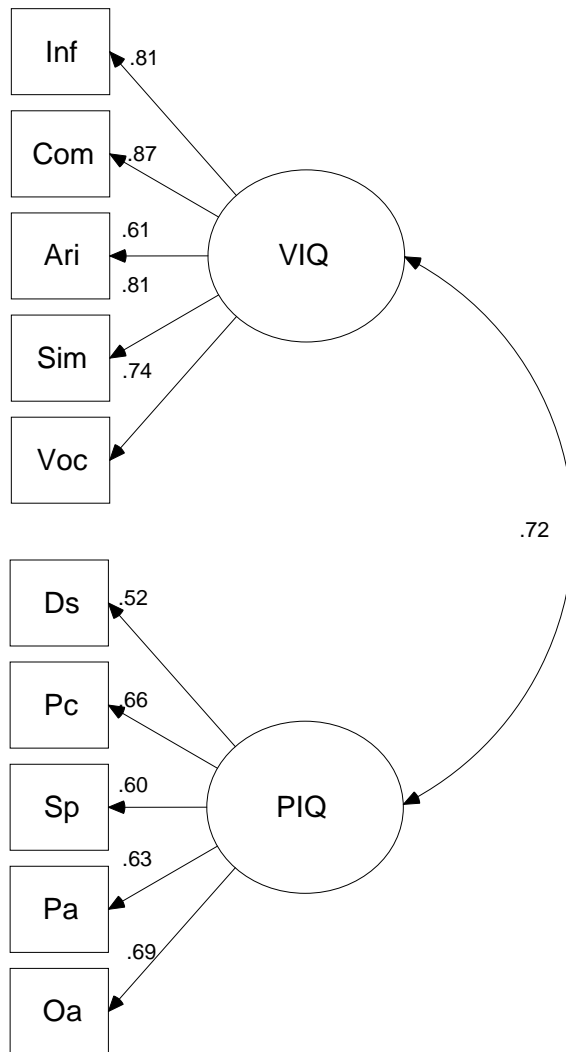 Inf
.81
Com
.87
Ari
.61
VIQ
.81
Sim
.74
Voc
.72
Ds
.52
Pc
.66
Sp
.60
PIQ
.63
Pa
.69
Oa